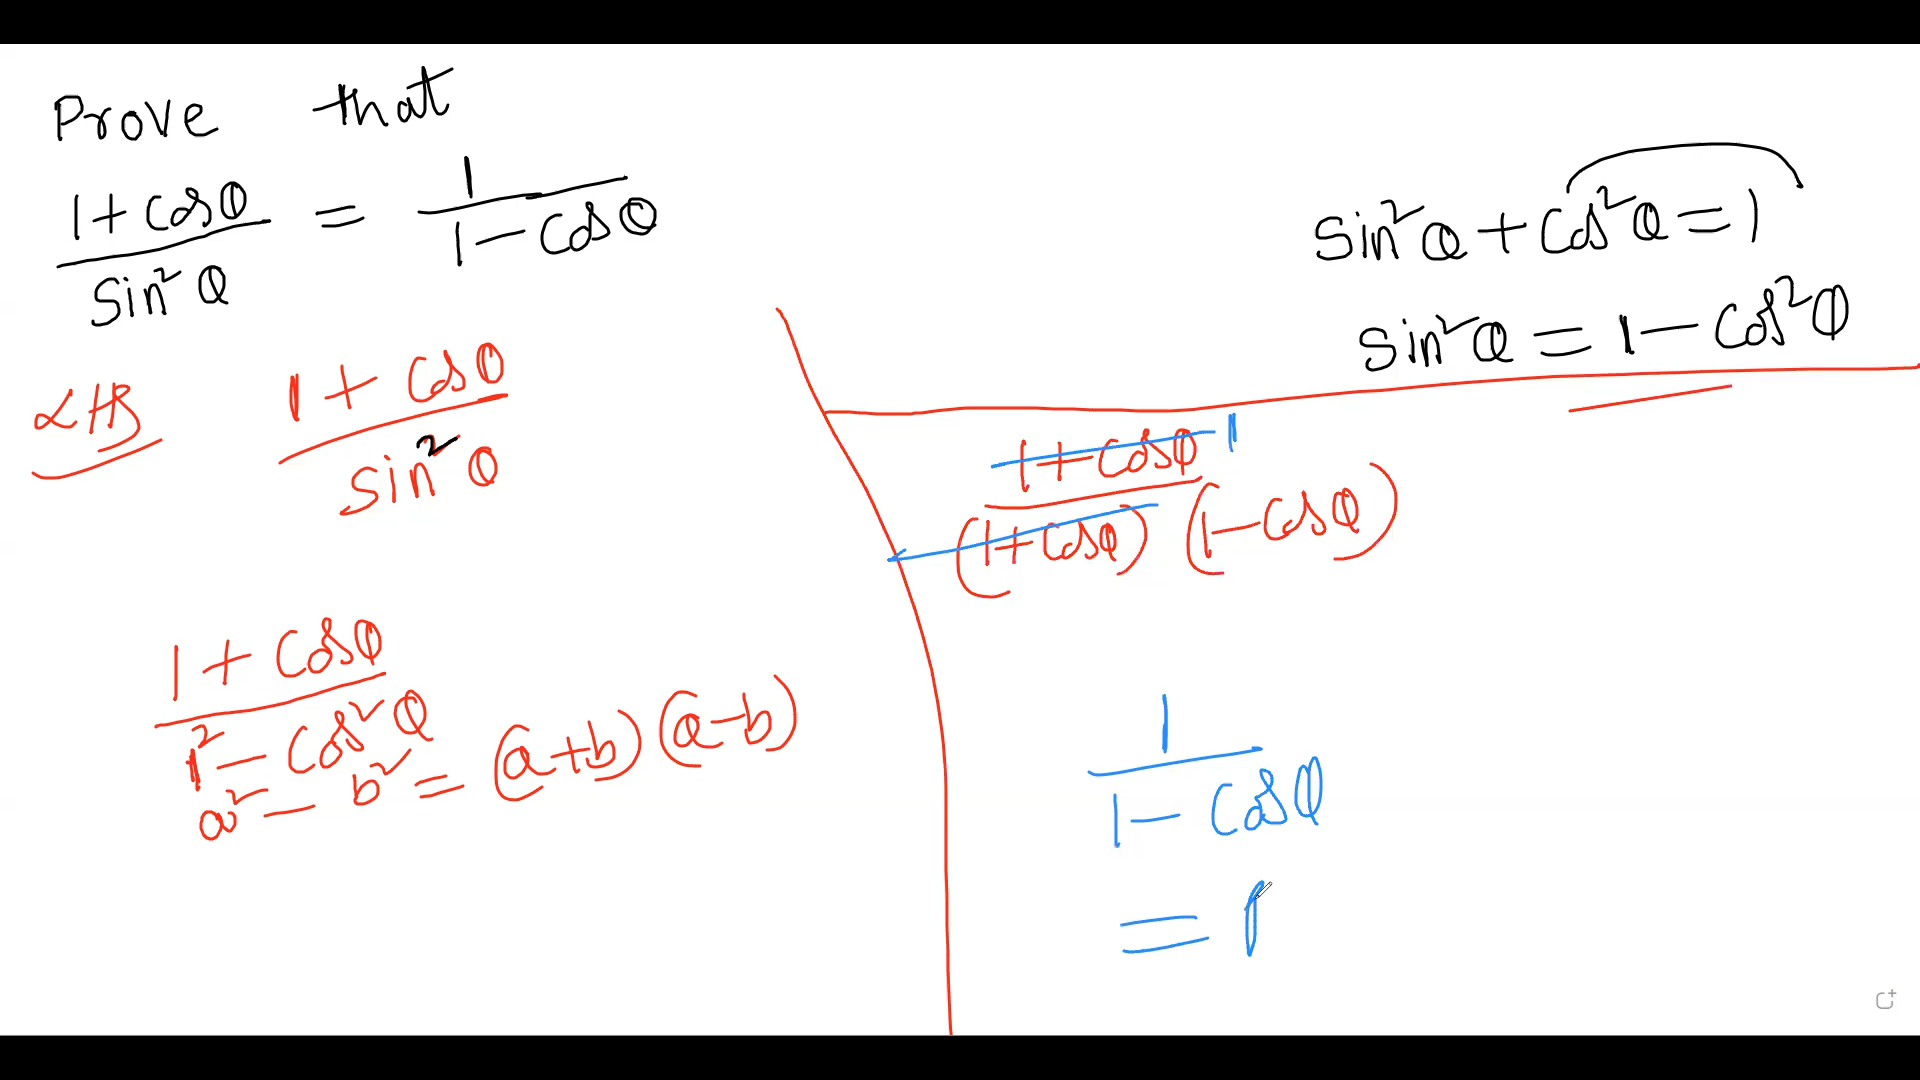 Prove that
1 + cosθ / sin²θ = 1 / 1 - cosθ
sin²θ + cos²θ = 1
sin²θ = 1 - cos²θ
LHS 1 + cosθ / sin²θ
1 + cosθ / 1² - cos²θ
a² - b² = (a+b) (a-b)
1 + cosθ 1 / (1 + cosθ) (1 - cosθ)
1 / 1 - cosθ
=